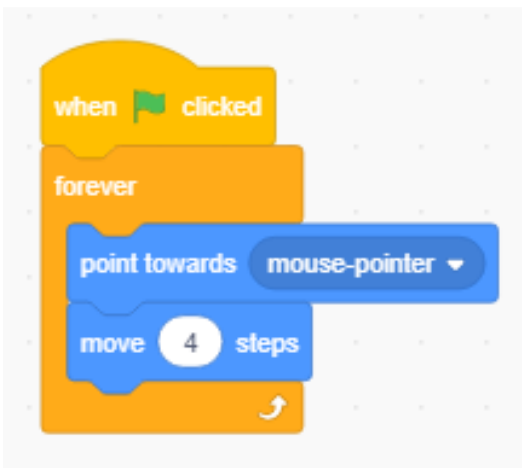 when clicked
forever
point towards mouse-pointer
move 4 steps